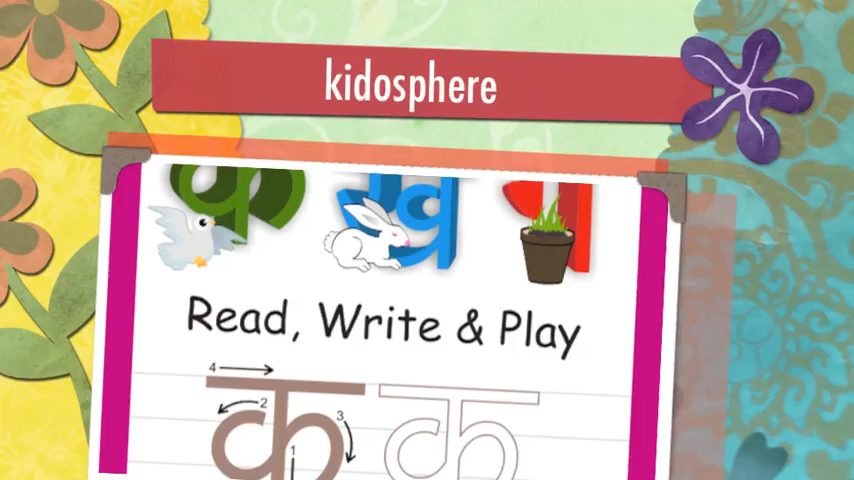 kidosphere
क ख ग
Read, Write & Play
4
2
3
1
क क